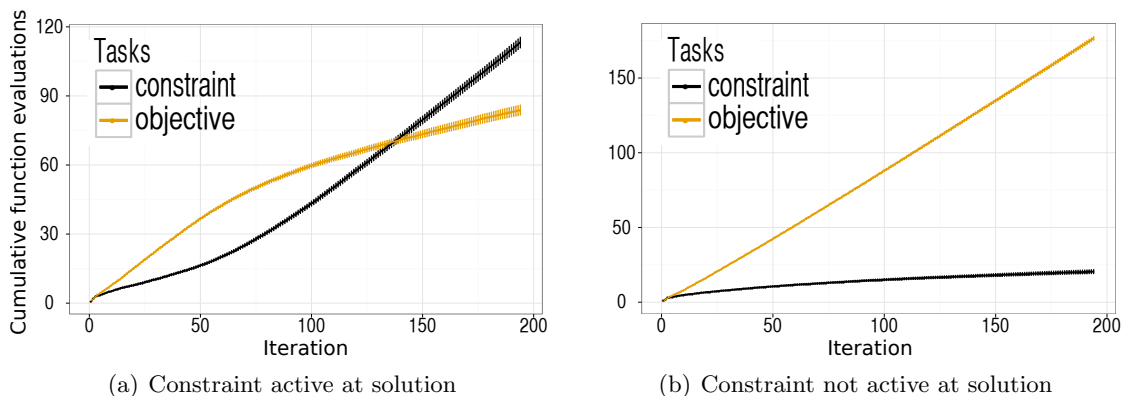 Cumulative function evaluations
120
90
60
30
0
Tasks
constraint
objective
0
50
100
150
200
Iteration
(a) Constraint active at solution
150
100
50
0
Tasks
constraint
objective
0
50
100
150
200
Iteration
(b) Constraint not active at solution